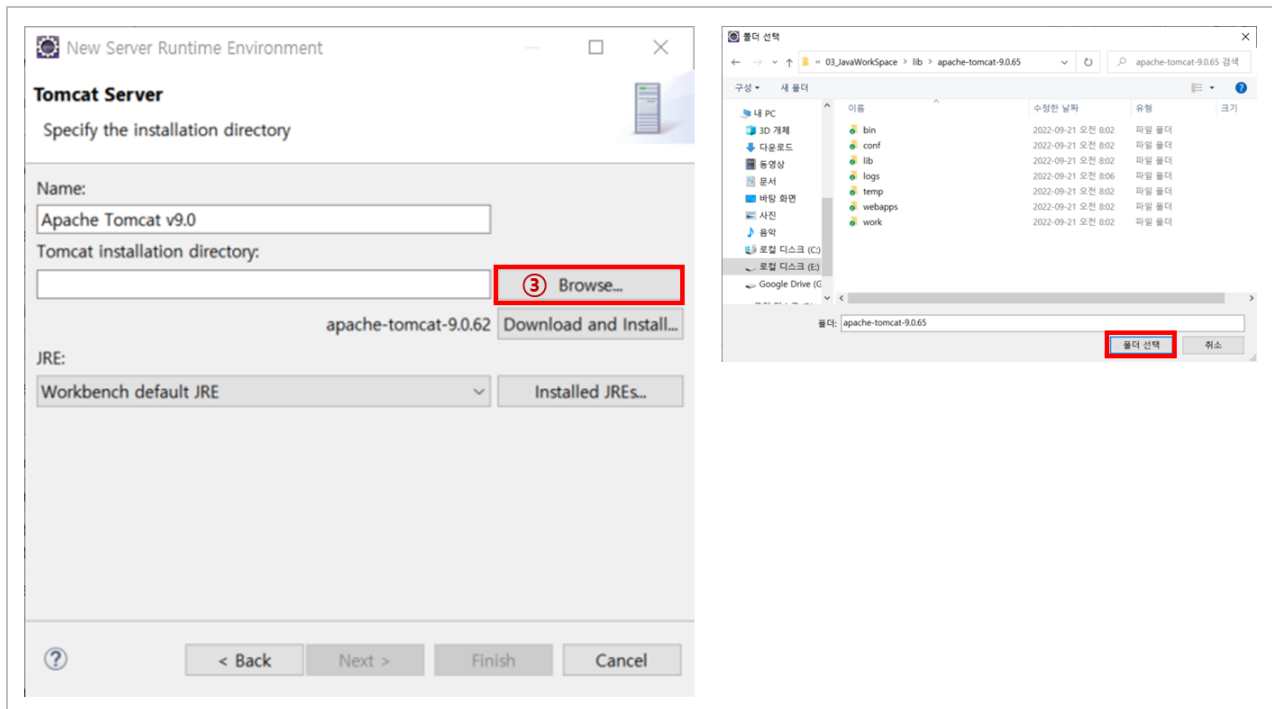 New Server Runtime Environment
Tomcat Server
Specify the installation directory
Name:
Apache Tomcat v9.0
Tomcat installation directory:
③ Browse...
apache-tomcat-9.0.62 Download and Install...
JRE:
Workbench default JRE Installed JREs...
< Back Next > Finish Cancel
폴더 선택
« 03_JavaWorkSpace > lib > apache-tomcat-9.0.65 apache-tomcat-9.0.65 검색
구성 새 폴더
이름 수정한 날짜 유형 크기
내 PC
3D 개체
다운로드
동영상
문서
바탕 화면
사진
음악
로컬 디스크 (C:)
로컬 디스크 (E:)
Google Drive (G
bin 2022-09-21 오전 8:02 파일 폴더
conf 2022-09-21 오전 8:02 파일 폴더
lib 2022-09-21 오전 8:02 파일 폴더
logs 2022-09-21 오전 8:06 파일 폴더
temp 2022-09-21 오전 8:02 파일 폴더
webapps 2022-09-21 오전 8:02 파일 폴더
work 2022-09-21 오전 8:02 파일 폴더
폴더: apache-tomcat-9.0.65
폴더 선택 취소